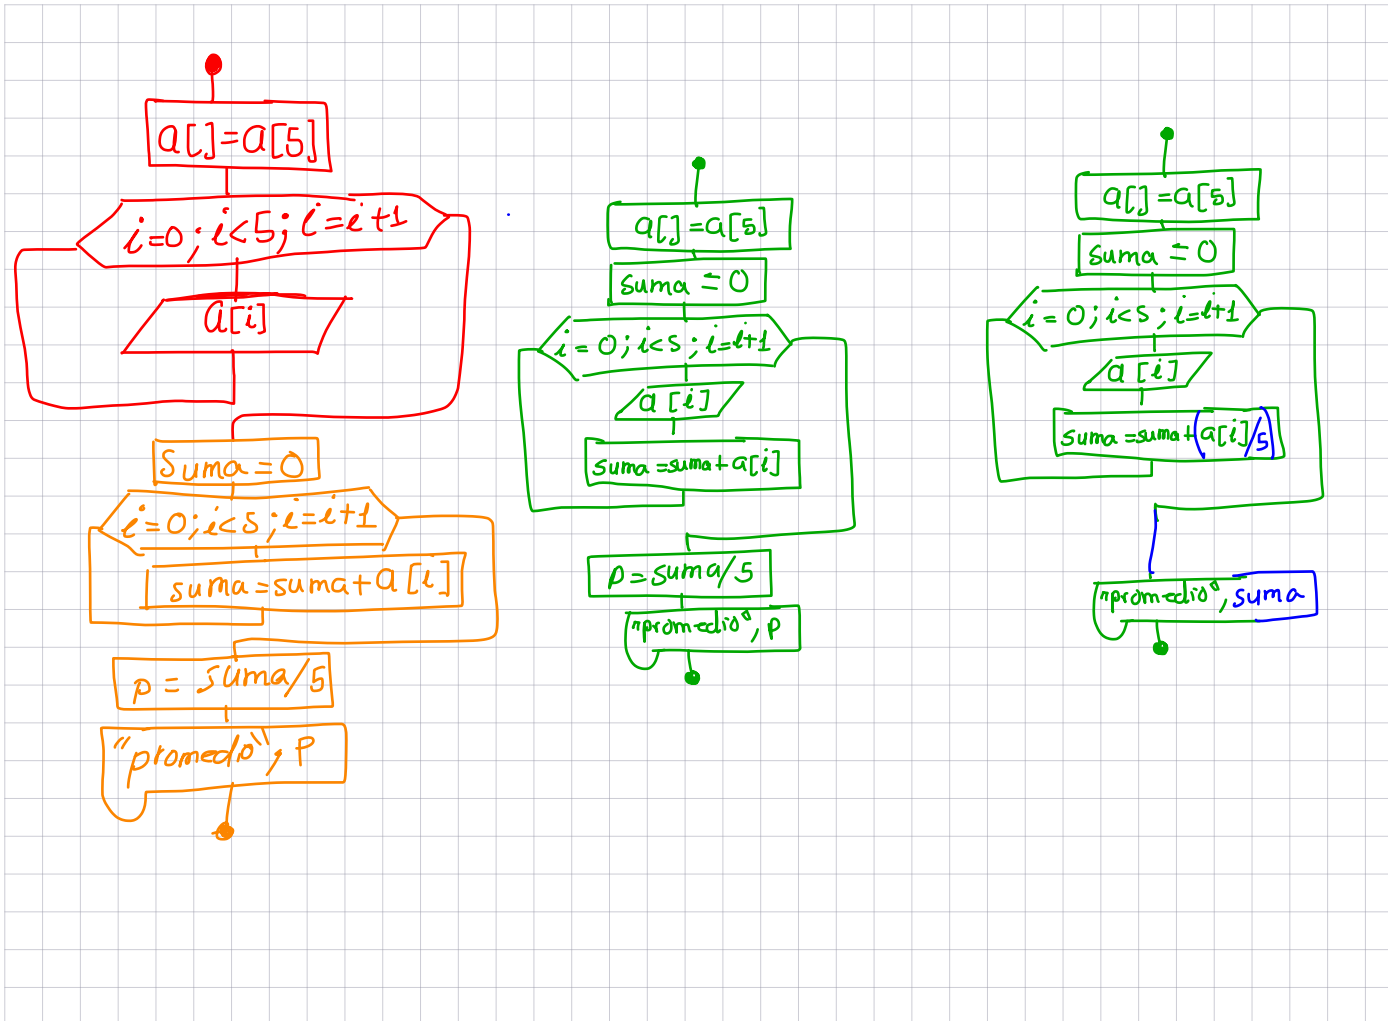 a[]=a[5]
i=0; i<5; i=i+1
a[i]
Suma=0
i=0; i<5; i=i+1
suma=suma+a[i]
p=suma/5
"promedio", P
a[]=a[5]
suma=0
i=0; i<5; i=i+1
a[i]
suma=suma+a[i]
p=suma/5
"promedio", p
a[]=a[5]
suma=0
i=0; i<5; i=i+1
a[i]
suma=suma+(a[i]/5)
"promedio", suma